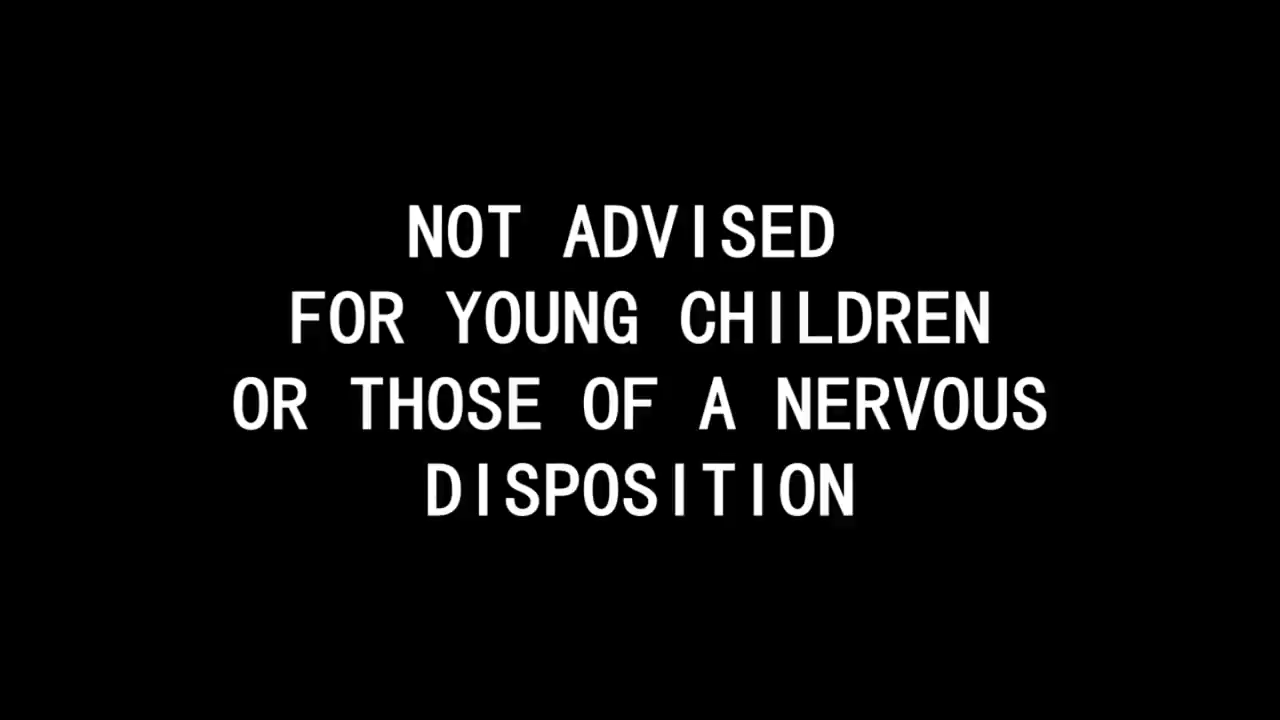 NOT ADVISED
FOR YOUNG CHILDREN
OR THOSE OF A NERVOUS
DISPOSITION